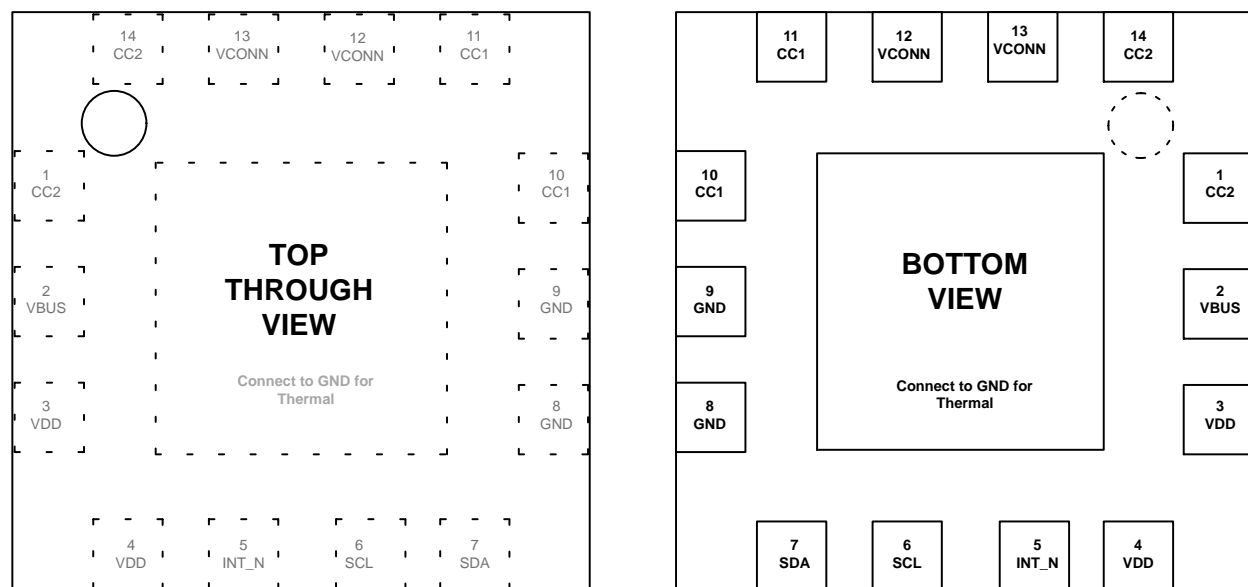 14
CC2
13
VCONN
12
VCONN
11
CC1
1
CC2
10
CC1
TOP
THROUGH
VIEW
2
VBUS
9
GND
Connect to GND for
Thermal
3
VDD
8
GND
4
VDD
5
INT_N
6
SCL
7
SDA
11
CC1
12
VCONN
13
VCONN
14
CC2
10
CC1
1
CC2
BOTTOM
VIEW
9
GND
2
VBUS
Connect to GND for
Thermal
8
GND
3
VDD
7
SDA
6
SCL
5
INT_N
4
VDD